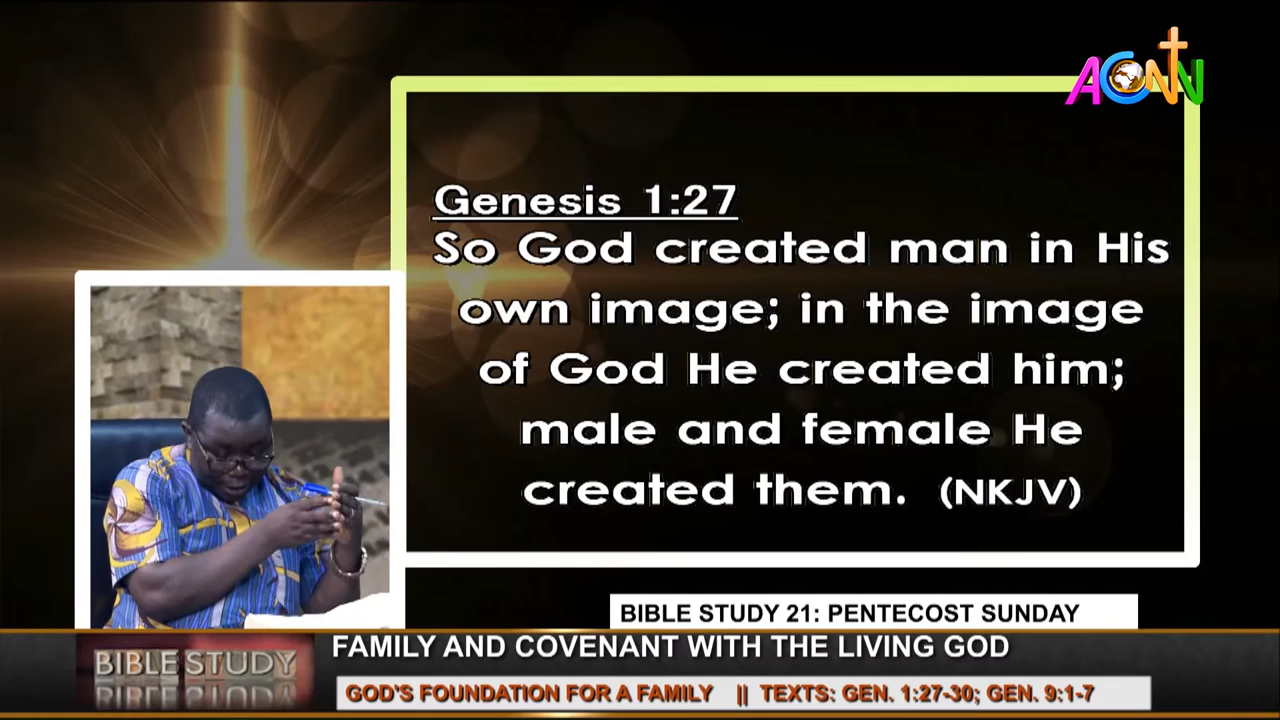 ACNN
Genesis 1:27
So God created man in His
own image; in the image
of God He created him;
male and female He
created them. (NKJV)
BIBLE STUDY 21: PENTECOST SUNDAY
FAMILY AND COVENANT WITH THE LIVING GOD
BIBLE STUDY
GOD'S FOUNDATION FOR A FAMILY || TEXTS: GEN. 1:27-30; GEN. 9:1-7